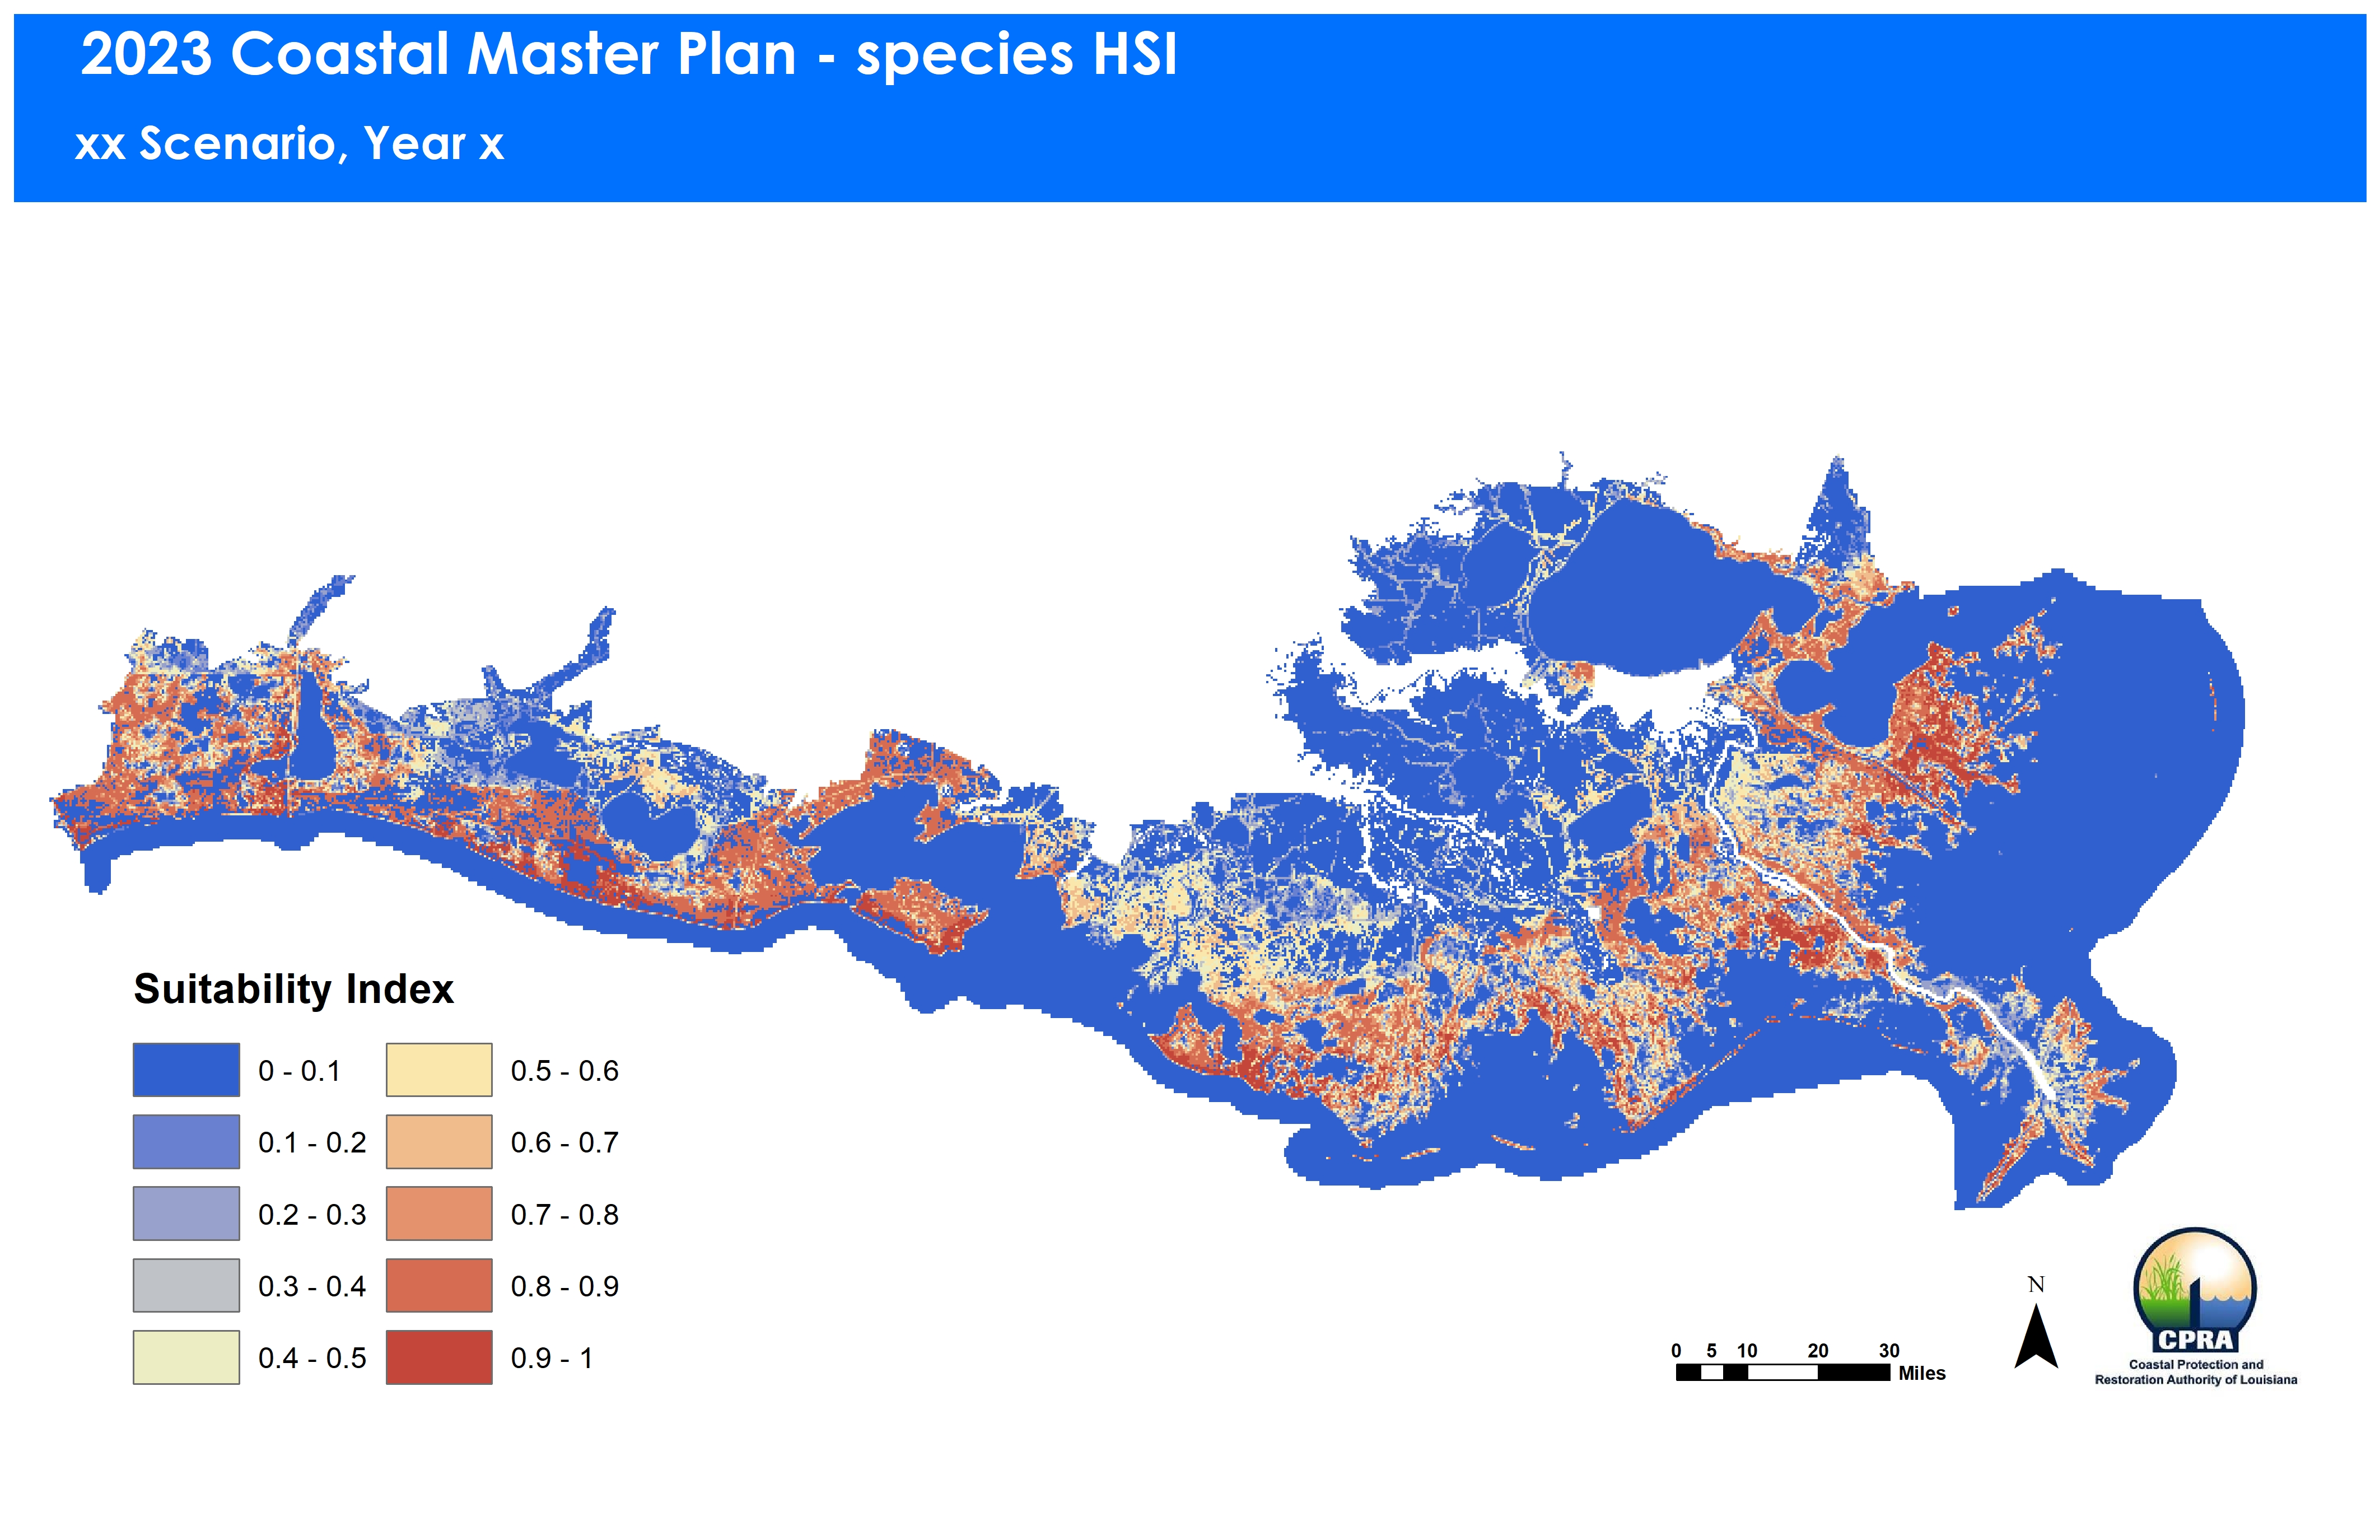 2023 Coastal Master Plan - species HSI
xx Scenario, Year x
Suitability Index
0 - 0.1
0.1 - 0.2
0.2 - 0.3
0.3 - 0.4
0.4 - 0.5
0.5 - 0.6
0.6 - 0.7
0.7 - 0.8
0.8 - 0.9
0.9 - 1
0 5 10 20 30
Miles
N
CPRA
Coastal Protection and
Restoration Authority of Louisiana